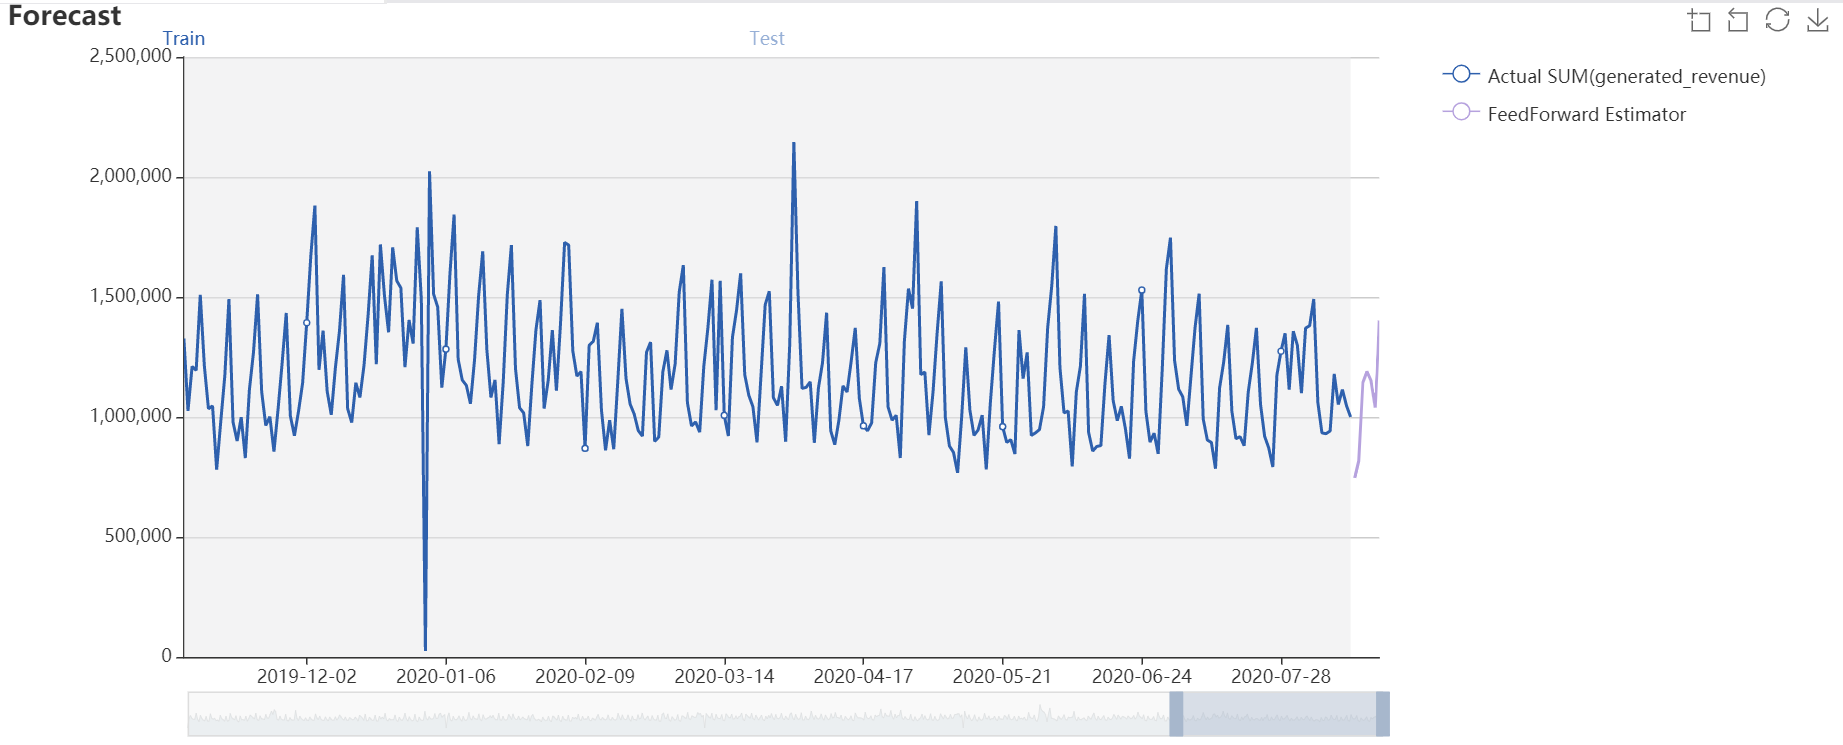 Forecast
Train
Test
2,500,000
2,000,000
1,500,000
1,000,000
500,000
0
2019-12-02
2020-01-06
2020-02-09
2020-03-14
2020-04-17
2020-05-21
2020-06-24
2020-07-28
Actual SUM(generated_revenue)
FeedForward Estimator